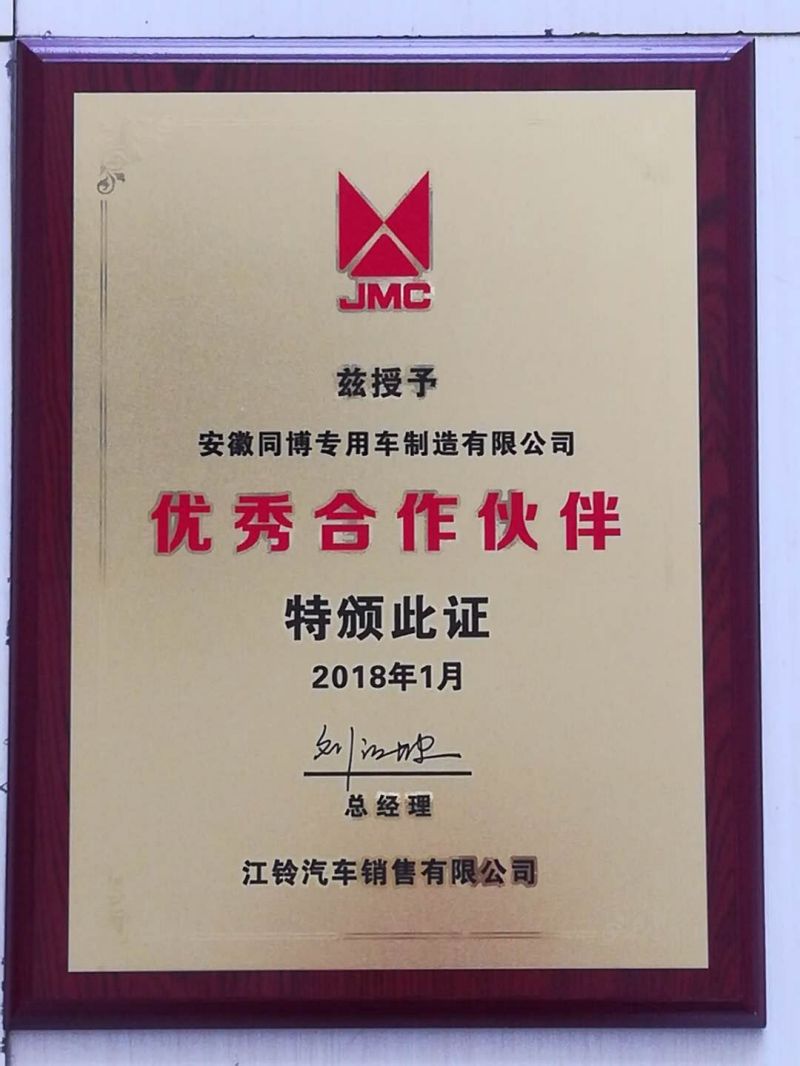 JMC
兹授予
安徽同博专用车制造有限公司
优秀合作伙伴
特颁此证
2018年1月
总经理
江铃汽车销售有限公司